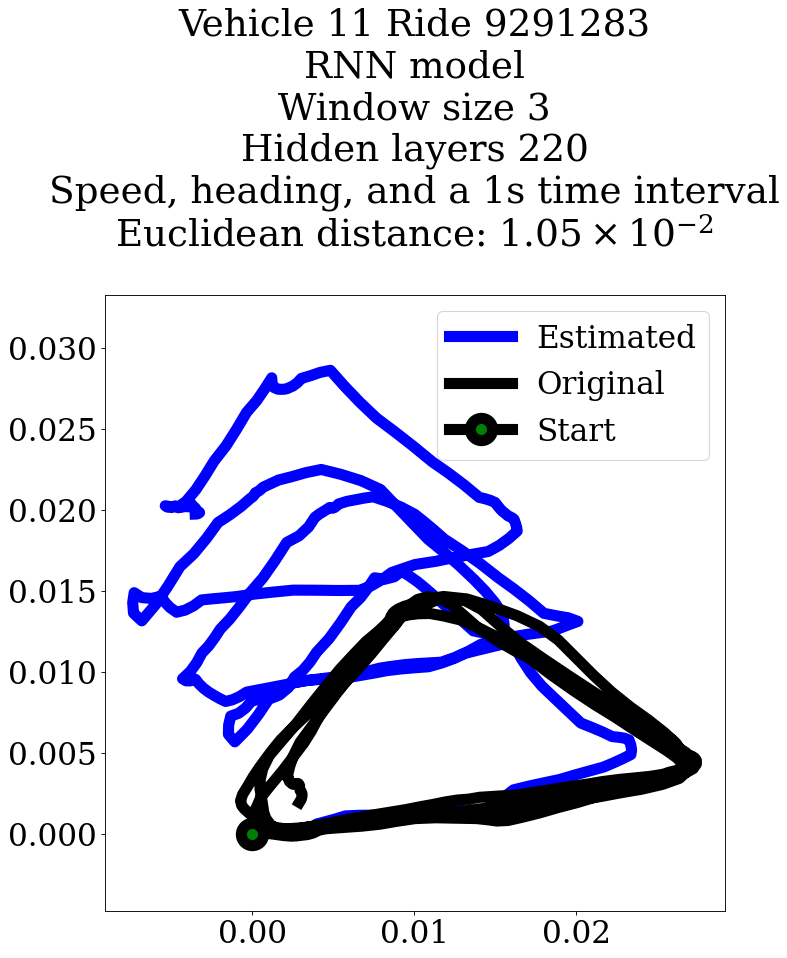 Vehicle 11 Ride 9291283
RNN model
Window size 3
Hidden layers 220
Speed, heading, and a 1s time interval
Euclidean distance: 1.05 × 10⁻²
Estimated
Original
Start
0.030
0.025
0.020
0.015
0.010
0.005
0.000
0.00 0.01 0.02